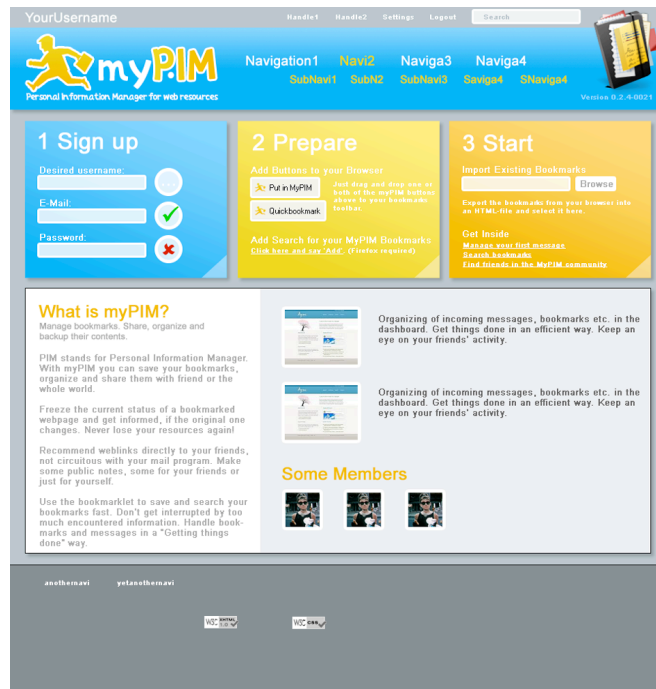 YourUsername
Handle1 Handle2 Settings Logout Search
myP.I.M
Personal Information Manager for web resources
Navigation1 Navi2 Naviga3 Naviga4
SubNavi1 SubN2 SubNavi3 Saviga4 SNaviga4
Version 0.2.4-0021
1 Sign up
Desired username:
...
E-Mail:
Password:
2 Prepare
Add Buttons to your Browser
Put in MyPIM
Quickbookmark
Just drag and drop one or
both of the myPIM buttons
above to your bookmarks
toolbar.
Add Search for your MyPIM Bookmarks
Click here and say 'Add'. (Firefox required)
3 Start
Import Existing Bookmarks
Browse
Export the bookmarks from your browser into
an HTML-file and select it here.
Get Inside
Manage your first message
Search bookmarks
Find friends in the MyPIM community
What is myPIM?
Manage bookmarks. Share, organize and
backup their contents.
PIM stands for Personal Information Manager.
With myPIM you can save your bookmarks,
organize and share them with friend or the
whole world.
Freeze the current status of a bookmarked
webpage and get informed, if the original one
changes. Never lose your resources again!
Recommend weblinks directly to your friends,
not circuitous with your mail program. Make
some public notes, some for your friends or
just for yourself.
Use the bookmarklet to save and search your
bookmarks fast. Don't get interrupted by too
much encountered information. Handle book-
marks and messages in a "Getting things
done" way.
Organizing of incoming messages, bookmarks etc. in the
dashboard. Get things done in an efficient way. Keep an
eye on your friends' activity.
Organizing of incoming messages, bookmarks etc. in the
dashboard. Get things done in an efficient way. Keep an
eye on your friends' activity.
Some Members
anothernavi yetanothernavi
W3C XHTML 1.0
W3C CSS